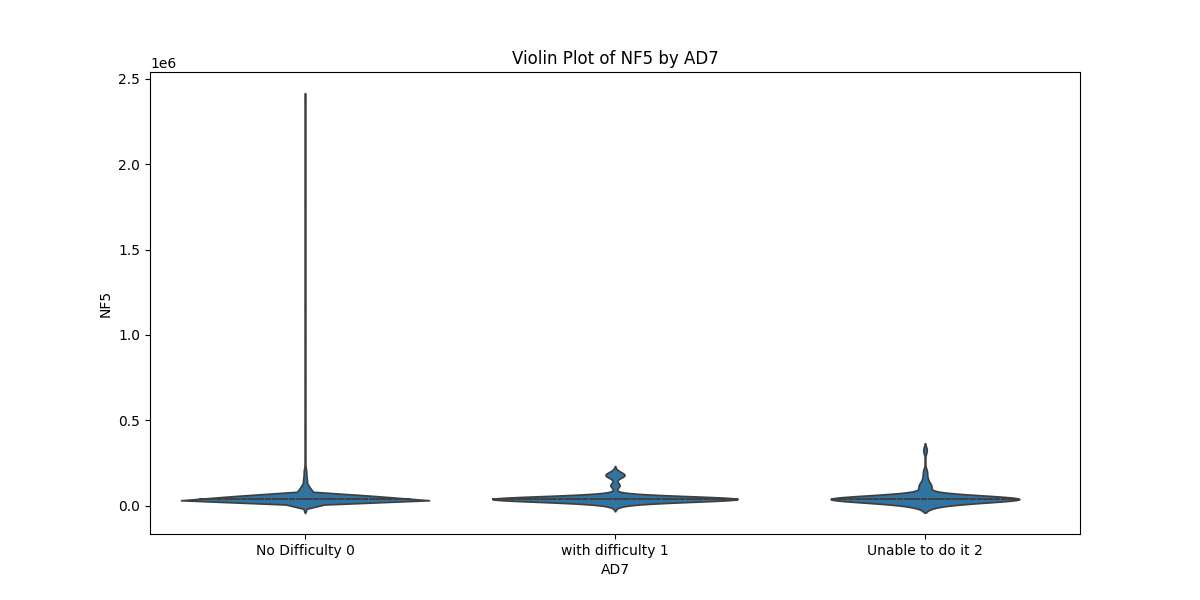 Violin Plot of NF5 by AD7
1e6
2.5
2.0
1.5
1.0
0.5
0.0
NF5
No Difficulty 0
with difficulty 1
Unable to do it 2
AD7